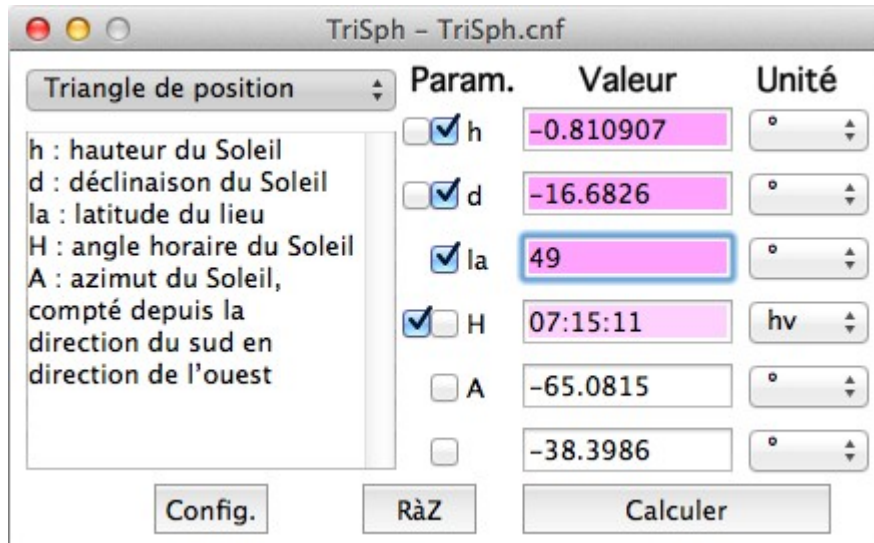 TriSph – TriSph.cnf
Triangle de position
Param. Valeur Unité
h : hauteur du Soleil
d : déclinaison du Soleil
la : latitude du lieu
H : angle horaire du Soleil
A : azimut du Soleil,
compté depuis la
direction du sud en
direction de l'ouest
h -0.810907 °
d -16.6826 °
la 49 °
H 07:15:11 hv
A -65.0815 °
-38.3986 °
Config. RàZ Calculer